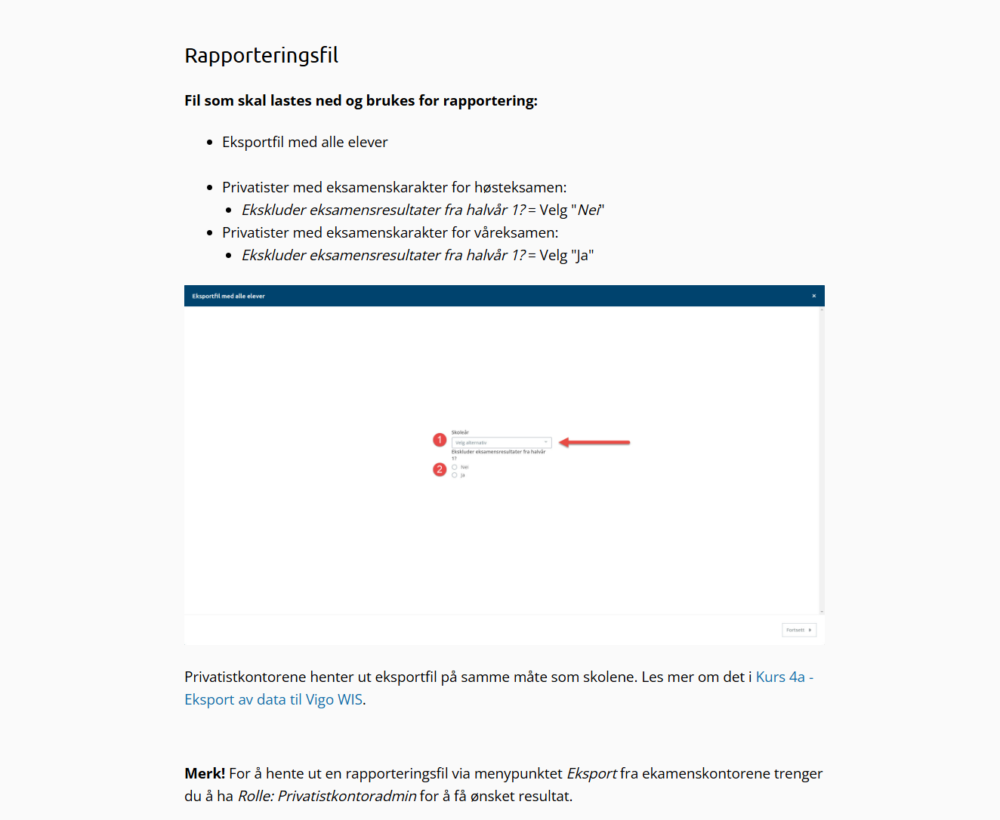 Rapporteringsfil
Fil som skal lastes ned og brukes for rapportering:
• Eksportfil med alle elever
• Privatister med eksamenskarakter for høsteksamen:
• Ekskluder eksamensresultater fra halvår 1? = Velg "Nei"
• Privatister med eksamenskarakter for våreksamen:
• Ekskluder eksamensresultater fra halvår 1? = Velg "Ja"
Eksportfil med alle elever ×
Skoleår
1 Velg alternativ
Ekskluder eksamensresultater fra halvår
1?
2 Nei
Ja
Fortsett
Privatistkontorene henter ut eksportfil på samme måte som skolene. Les mer om det i Kurs 4a -
Eksport av data til Vigo WIS.
Merk! For å hente ut en rapporteringsfil via menypunktet Eksport fra ekamenskontorene trenger
du å ha Rolle: Privatistkontoradmin for å få ønsket resultat.